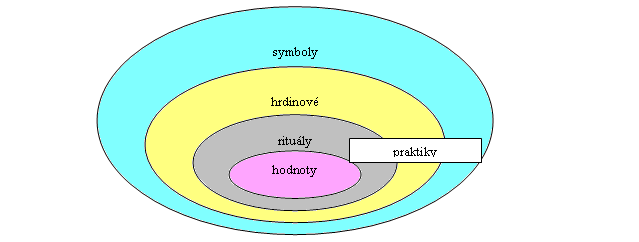 symboly
hrdinové
rituály
praktiky
hodnoty